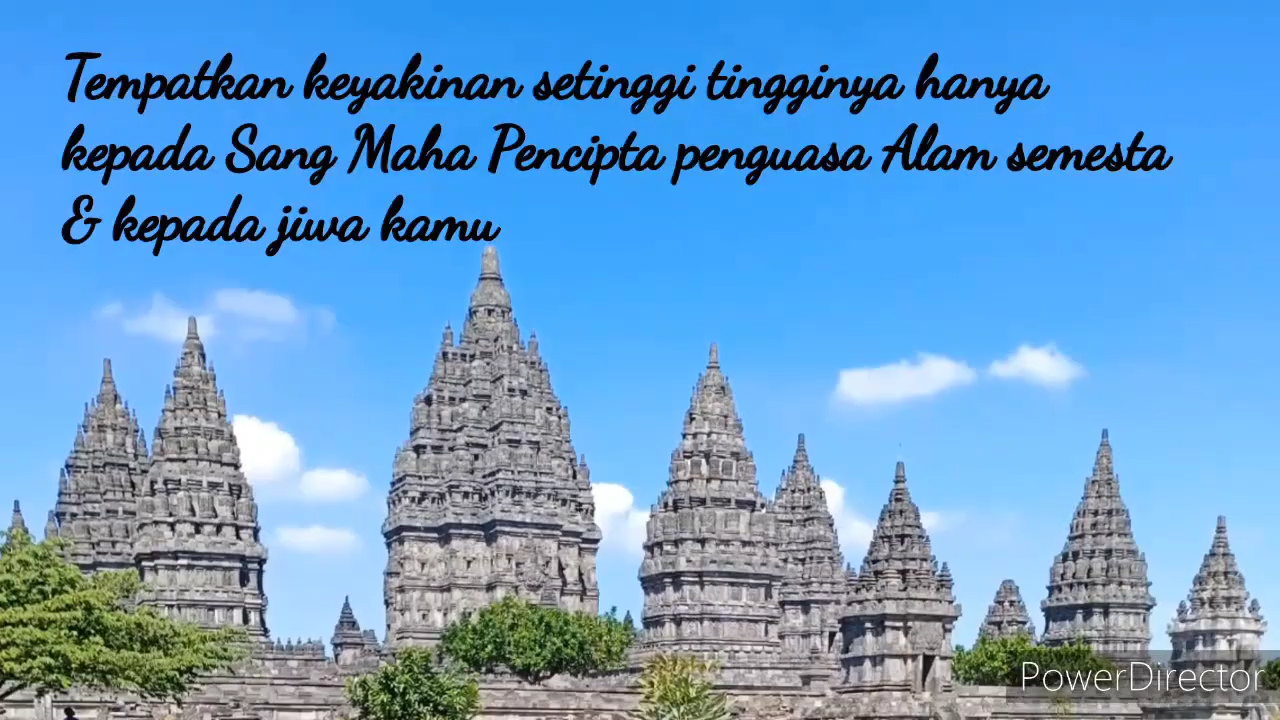 Tempatkan keyakinan setinggi tingginya hanya
kepada Sang Maha Pencipta penguasa Alam semesta
& kepada jiwa kamu
PowerDirector